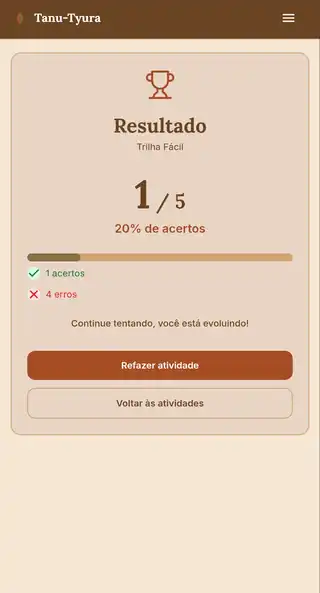 Tanu-Tyura
Resultado
Trilha Fácil
1 / 5
20% de acertos
1 acertos
4 erros
Continue tentando, você está evoluindo!
Refazer atividade
Voltar às atividades